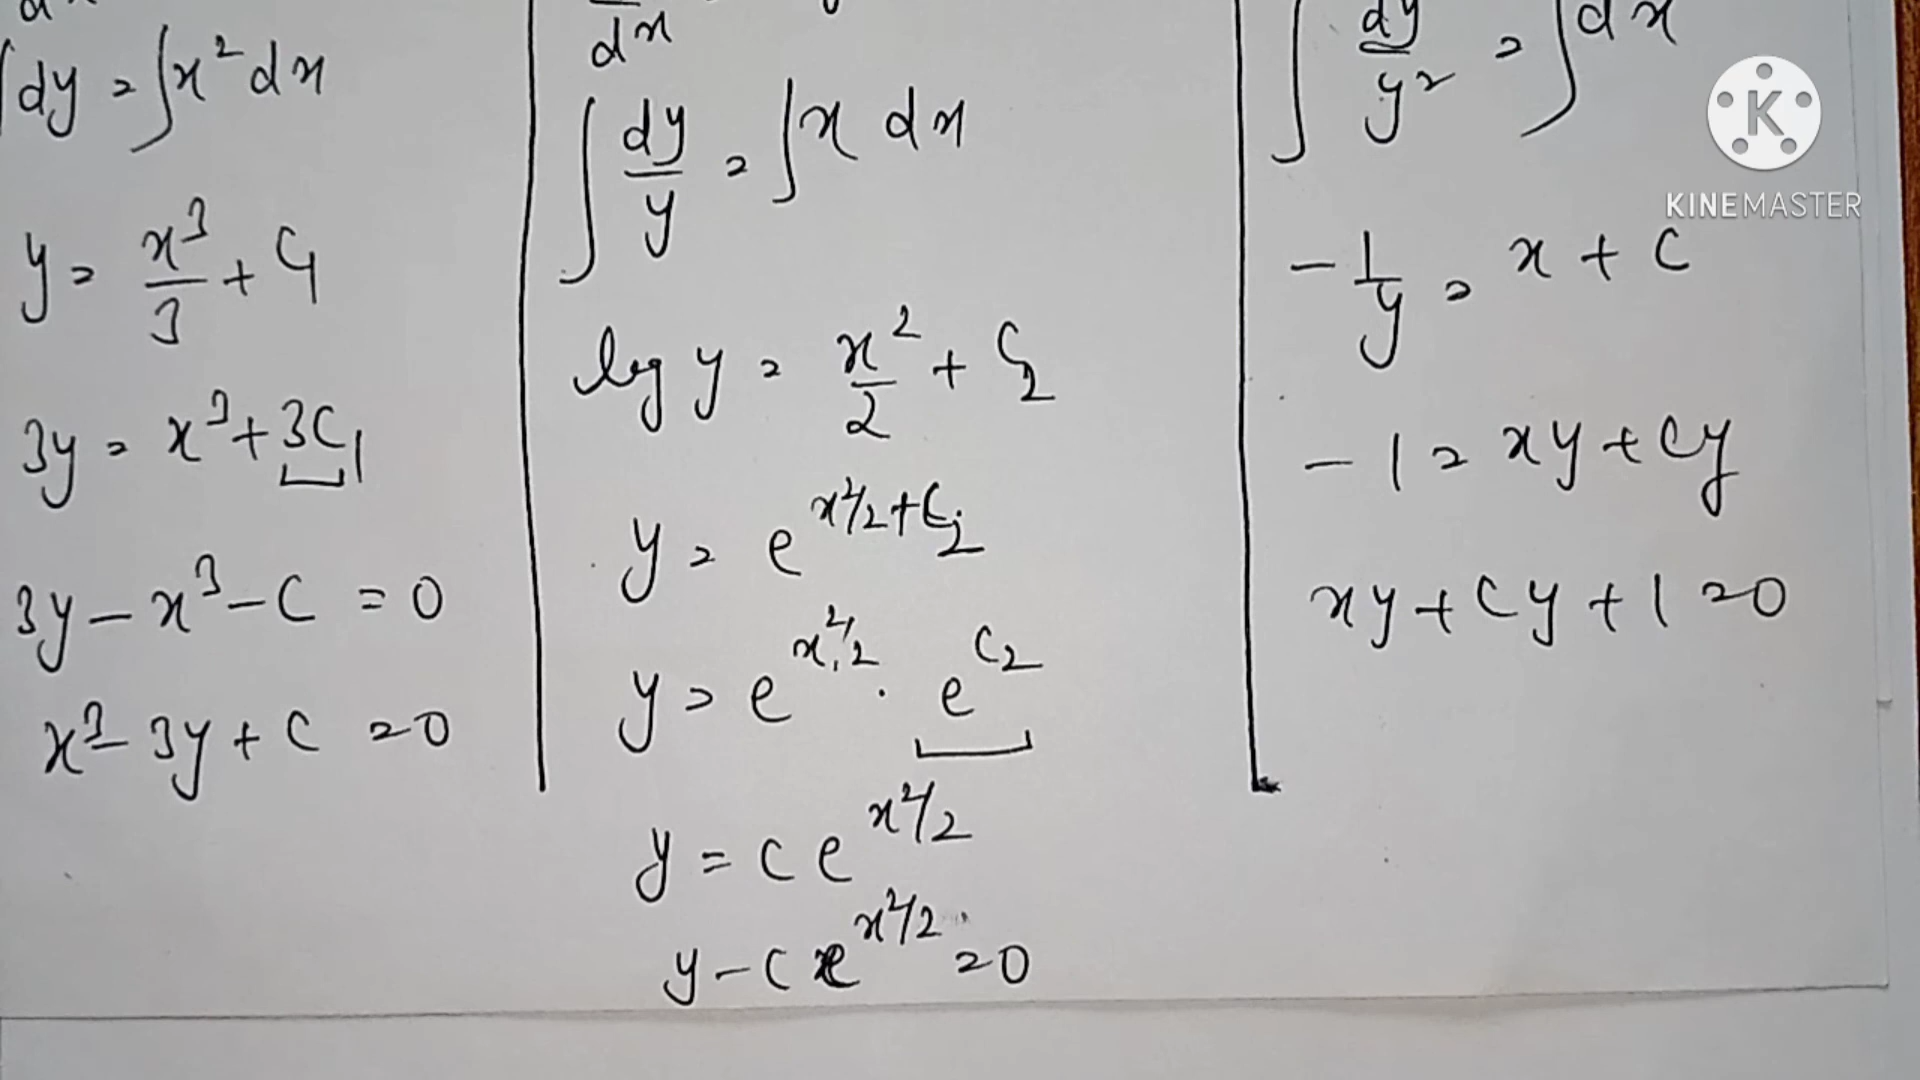 dx
∫dy = ∫x² dx
y = x³/3 + C₁
3y = x³ + 3C₁
3y - x³ - C = 0
x³ - 3y + C = 0
dx
∫dy/y = ∫x dx
log y = x²/2 + C₂
y = e^(x²/2 + C₂)
y = e^(x²/2) · e^(C₂)
y = C e^(x²/2)
y - C e^(x²/2) = 0
∫dy/y² = ∫dx
-1/y = x + C
-1 = xy + Cy
xy + Cy + 1 = 0
K
KINEMASTER